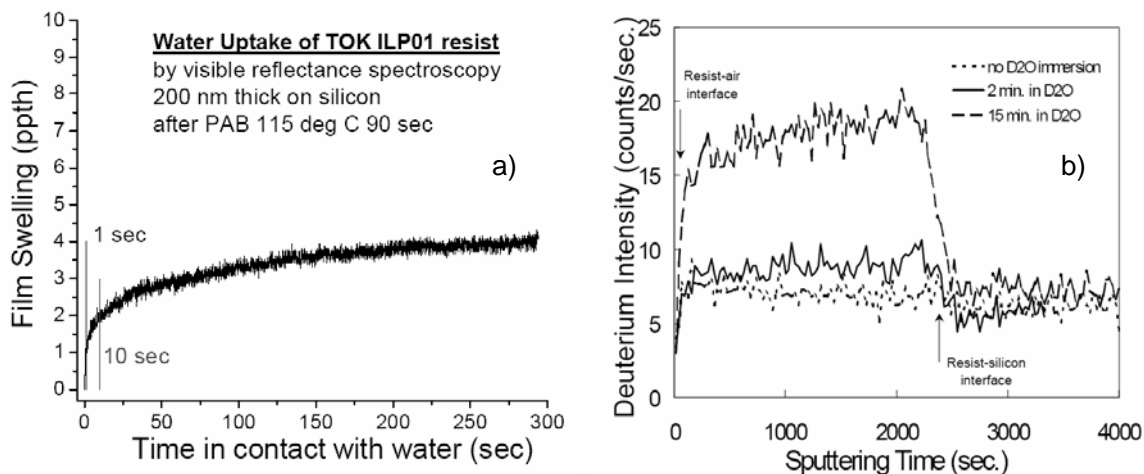 10
9
8
7
6
5
4
3
2
1
0
Film Swelling (ppth)
Water Uptake of TOK ILP01 resist
by visible reflectance spectroscopy
200 nm thick on silicon
after PAB 115 deg C 90 sec
a)
1 sec
10 sec
0 50 100 150 200 250 300
Time in contact with water (sec)
b)
Deuterium Intensity (counts/sec.)
25
20
15
10
5
0
Resist-air
interface
no D2O immersion
2 min. in D2O
15 min. in D2O
Resist-silicon
interface
0 1000 2000 3000 4000
Sputtering Time (sec.)